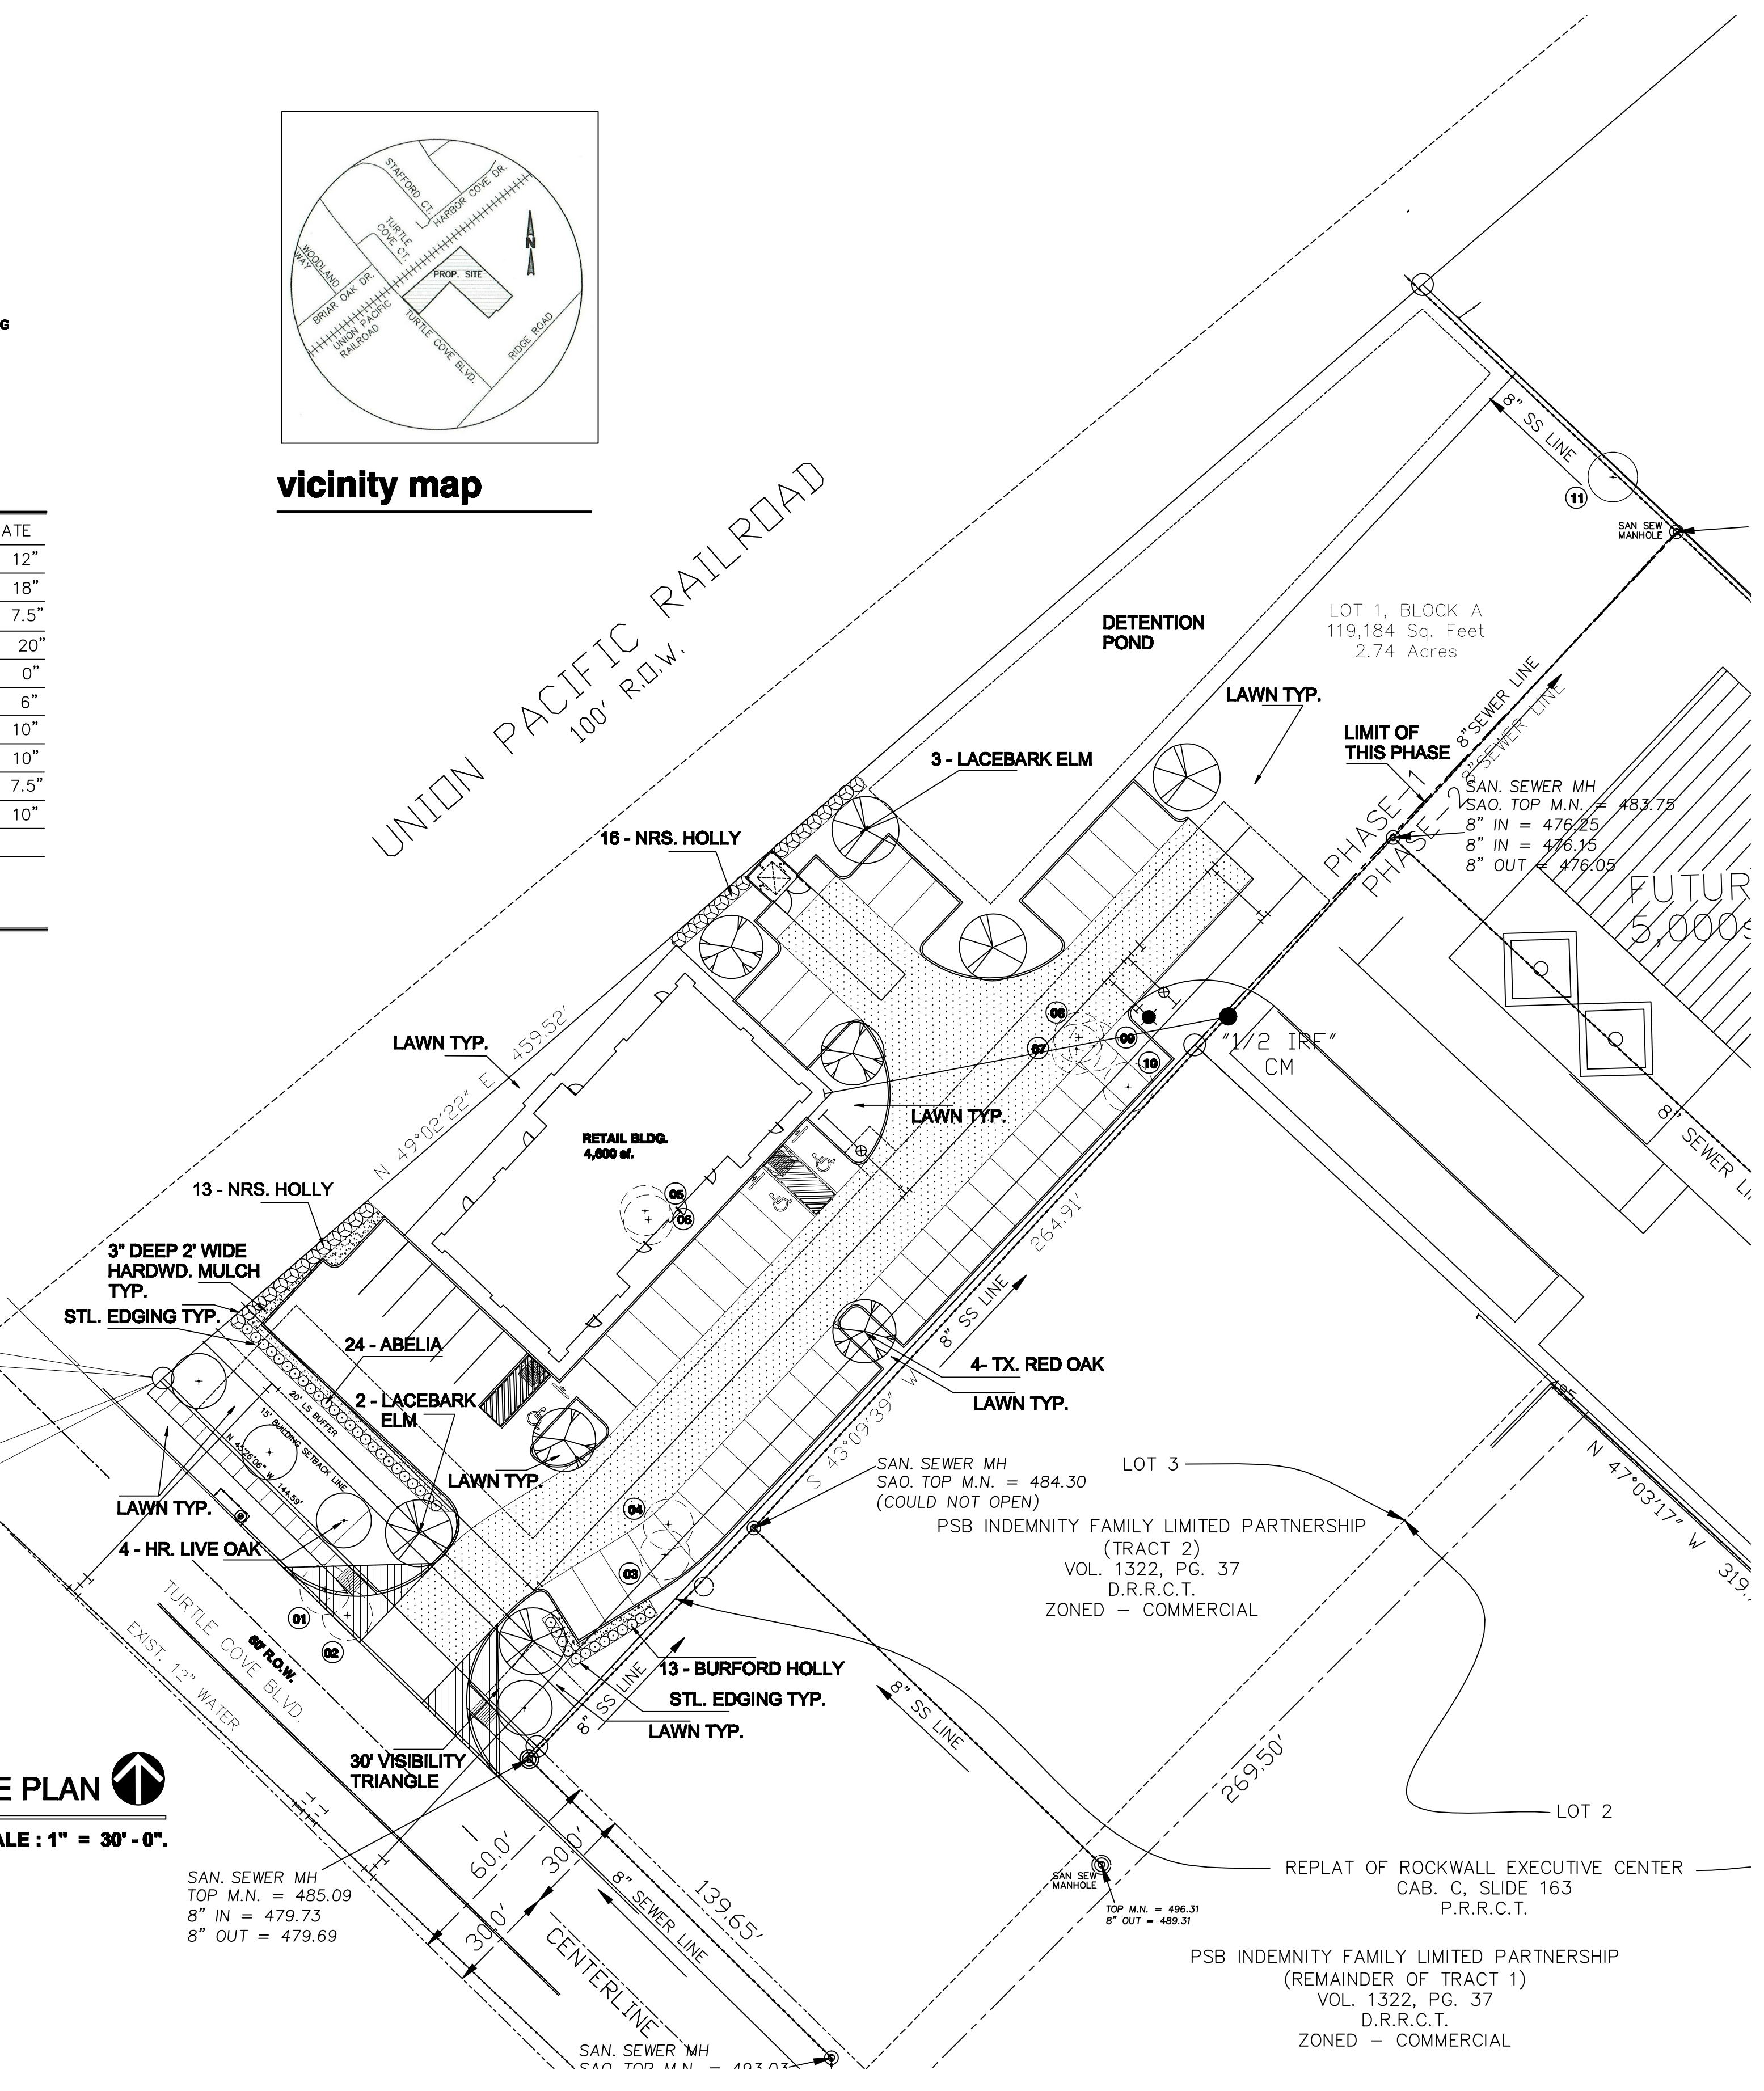 STAFFORD CT.
HARBOR COVE DR.
TURTLE
COVE CT.
WOODLAND
WAY
BRIAR OAK DR.
PROP. SITE
N
UNION PACIFIC
RAILROAD
TURTLE COVE BLVD.
RIDGE ROAD
vicinity map
G
ATE
12"
18"
7.5"
20"
0"
6"
10"
10"
7.5"
10"
UNION PACIFIC RAILROAD
100' R.O.W.
8" SS LINE
11
SAN SEW
MANHOLE
DETENTION
POND
LOT 1, BLOCK A
119,184 Sq. Feet
2.74 Acres
LAWN TYP.
LIMIT OF
THIS PHASE
8"SEWER LINE
8"SEWER LINE
PHASE-1
PHASE-2
3 - LACEBARK ELM
SAN. SEWER MH
SAO. TOP M.N. = 483.75
8" IN = 476.25
8" IN = 476.15
8" OUT = 476.05
16 - NRS. HOLLY
FUTUR
5,000s
LAWN TYP.
N 49°02'22" E 459.52'
08
07
09
10
"1/2 IRF"
CM
LAWN TYP.
8" SEWER LI
RETAIL BLDG.
4,600 sf.
05
06
13 - NRS. HOLLY
264.91'
S 43°09'39" W
3" DEEP 2' WIDE
HARDWD. MULCH
TYP.
STL. EDGING TYP.
24 - ABELIA
8" SS LINE
4- TX. RED OAK
LAWN TYP.
2 - LACEBARK
ELM
20' LS BUFFER
15' BUILDING SETBACK LINE
N 45°26'06" W 144.59'
LAWN TYP.
LAWN TYP.
4 - HR. LIVE OAK
04
03
01
02
SAN. SEWER MH
SAO. TOP M.N. = 484.30
(COULD NOT OPEN)
LOT 3
PSB INDEMNITY FAMILY LIMITED PARTNERSHIP
(TRACT 2)
VOL. 1322, PG. 37
D.R.R.C.T.
ZONED – COMMERCIAL
N 47°03'17" W 319.
TURTLE COVE BLVD.
60' R.O.W.
EXIST. 12" WATER
13 - BURFORD HOLLY
STL. EDGING TYP.
LAWN TYP.
8" SS LINE
8" SS LINE
30' VISIBILITY
TRIANGLE
E PLAN
ALE : 1" = 30' - 0".
269.50'
LOT 2
SAN. SEWER MH
TOP M.N. = 485.09
8" IN = 479.73
8" OUT = 479.69
60.0'
30.0'
30.0'
139.65'
8" SEWER LINE
CENTERLINE
SAN SEW
MANHOLE
TOP M.N. = 496.31
8" OUT = 489.31
REPLAT OF ROCKWALL EXECUTIVE CENTER
CAB. C, SLIDE 163
P.R.R.C.T.
PSB INDEMNITY FAMILY LIMITED PARTNERSHIP
(REMAINDER OF TRACT 1)
VOL. 1322, PG. 37
D.R.R.C.T.
ZONED – COMMERCIAL
SAN. SEWER MH
SAO. TOP M.N. = 493.03